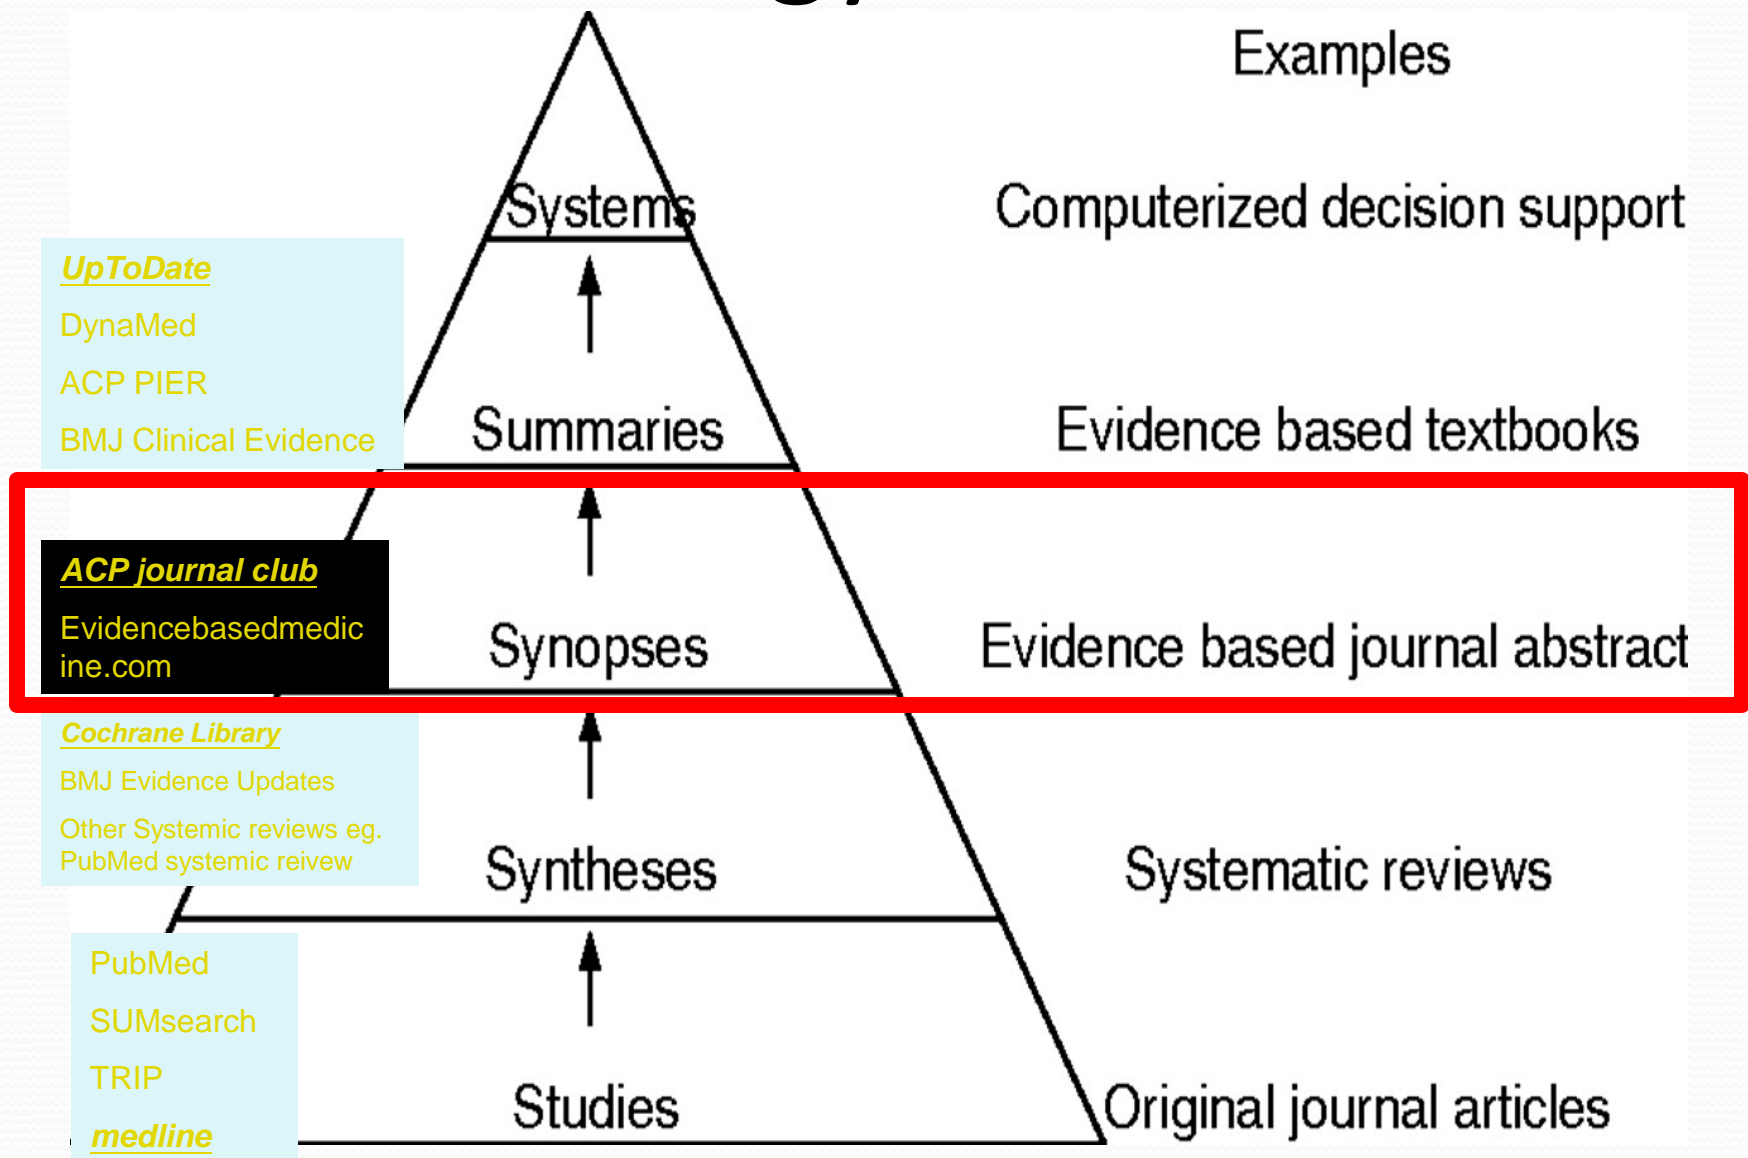 Examples
Systems
Computerized decision support
UpToDate
DynaMed
ACP PIER
BMJ Clinical Evidence
Summaries
Evidence based textbooks
ACP journal club
Evidencebasedmedic
ine.com
Synopses
Evidence based journal abstract
Cochrane Library
BMJ Evidence Updates
Other Systemic reviews eg.
PubMed systemic reivew
Syntheses
Systematic reviews
PubMed
SUMsearch
TRIP
medline
Studies
Original journal articles